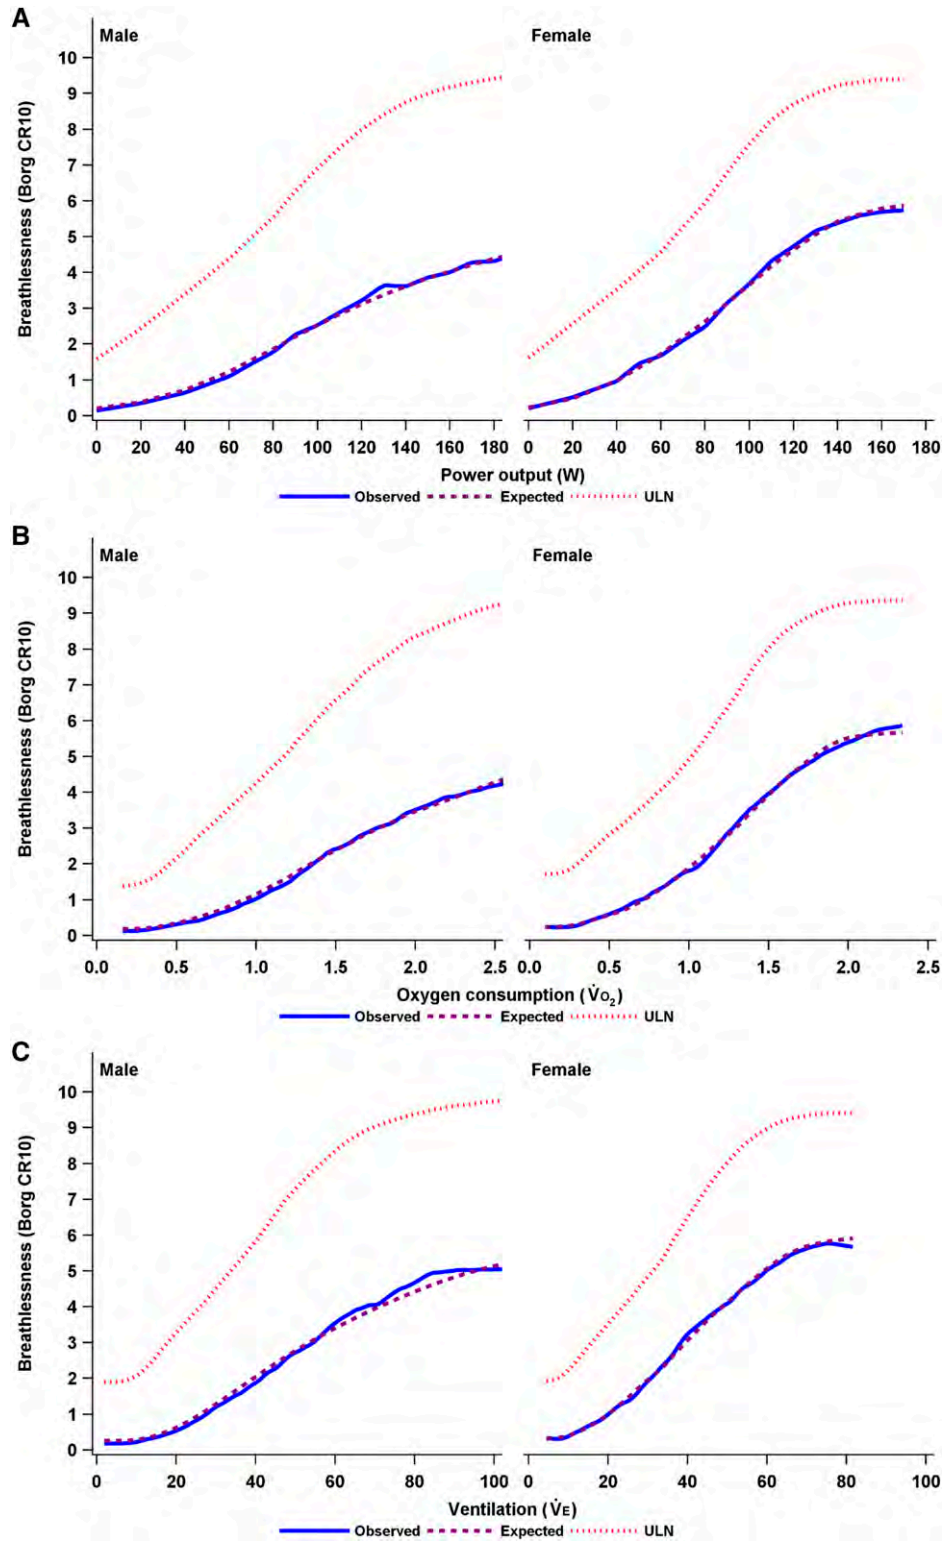 A
Male
Female
Breathlessness (Borg CR10)
10
9
8
7
6
5
4
3
2
1
0
0 20 40 60 80 100 120 140 160 180 0 20 40 60 80 100 120 140 160 180
Power output (W)
Observed Expected ULN
B
Male
Female
Breathlessness (Borg CR10)
10
9
8
7
6
5
4
3
2
1
0
0.0 0.5 1.0 1.5 2.0 2.5 0.0 0.5 1.0 1.5 2.0 2.5
Oxygen consumption (V̇O₂)
Observed Expected ULN
C
Male
Female
Breathlessness (Borg CR10)
10
9
8
7
6
5
4
3
2
1
0
0 20 40 60 80 100 0 20 40 60 80 100
Ventilation (V̇E)
Observed Expected ULN